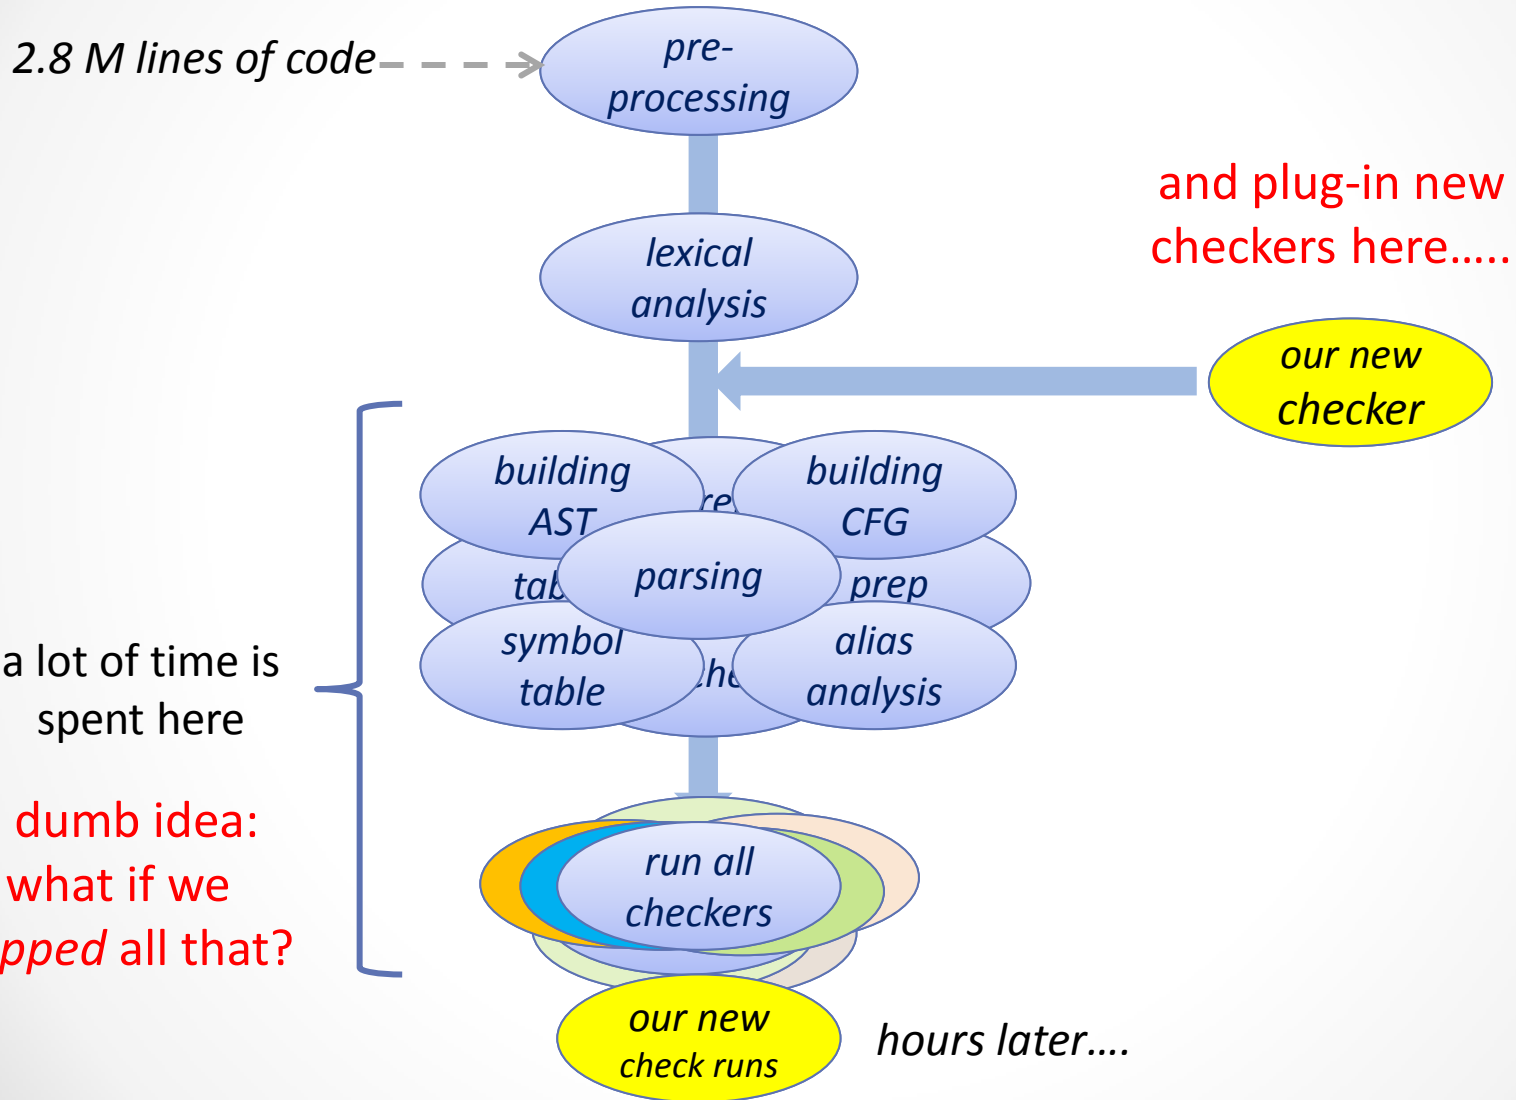 2.8 M lines of code
pre-
processing
and plug-in new
checkers here.....
lexical
analysis
our new
checker
building
AST
building
CFG
parsing
prep
symbol
table
alias
analysis
a lot of time is
spent here
dumb idea:
what if we
all that?
run all
checkers
our new
check runs
hours later....